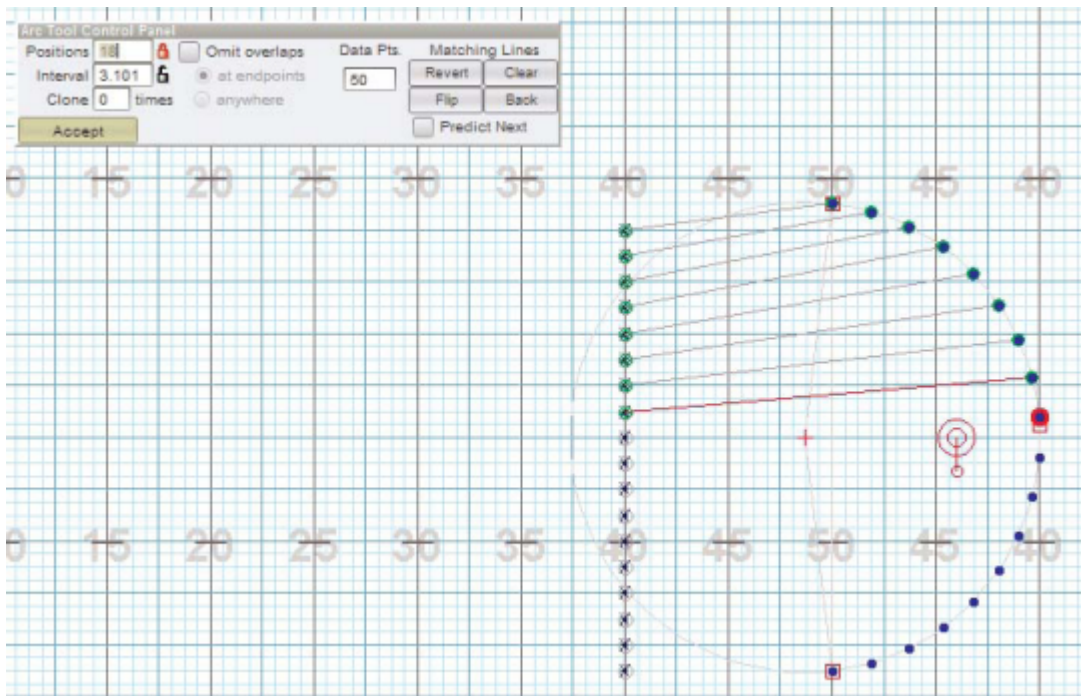 Arc Tool Control Panel
Positions 18 Omit overlaps Data Pts. Matching Lines
Interval 3.101 at endpoints 50 Revert Clear
Clone 0 times anywhere Flip Back
Accept Predict Next
0 15 20 25 30 35 40 45 50 45 40
0 15 20 25 30 35 40 45 50 45 40